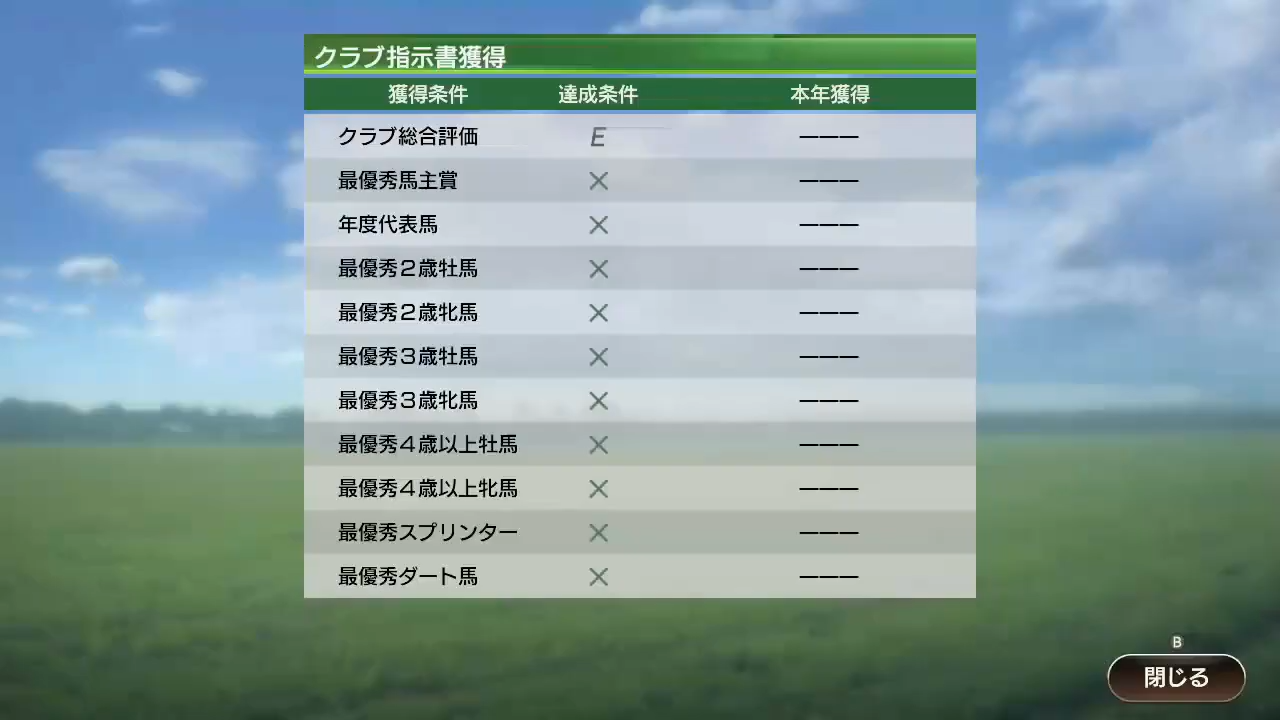 クラブ指示書獲得
獲得条件 達成条件 本年獲得
クラブ総合評価 E ーーー
最優秀馬主賞 × ーーー
年度代表馬 × ーーー
最優秀２歳牡馬 × ーーー
最優秀２歳牝馬 × ーーー
最優秀３歳牡馬 × ーーー
最優秀３歳牝馬 × ーーー
最優秀４歳以上牡馬 × ーーー
最優秀４歳以上牝馬 × ーーー
最優秀スプリンター × ーーー
最優秀ダート馬 × ーーー
B
閉じる